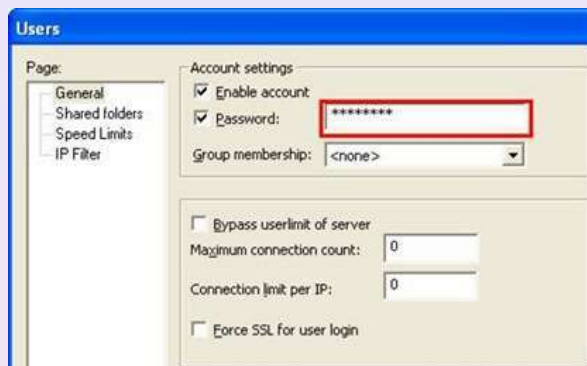 Users
Page:
General
Shared folders
Speed Limits
IP Filter
Account settings
Enable account
Password: ********
Group membership: <none>
Bypass userlimit of server
Maximum connection count: 0
Connection limit per IP: 0
Force SSL for user login